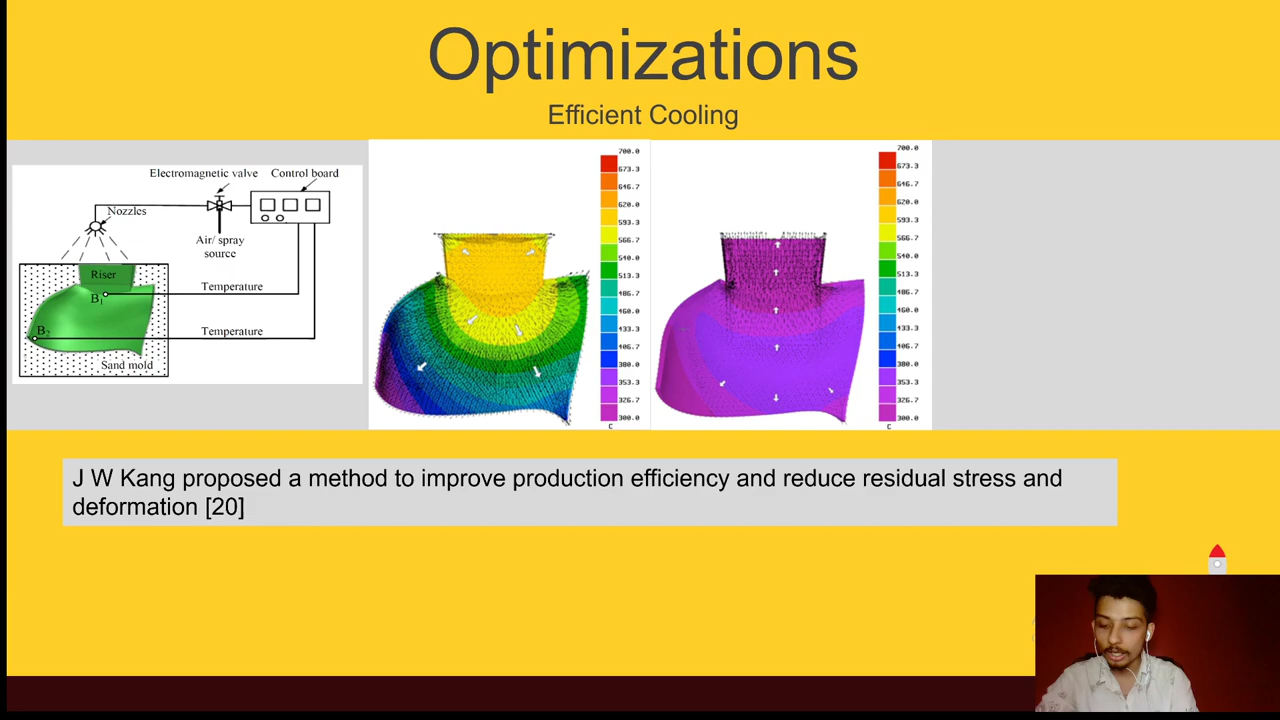 Optimizations
Efficient Cooling
Electromagnetic valve
Control board
Nozzles
Air/ spray
source
Riser
B1
Temperature
B2
Temperature
Sand mold
700.0
673.3
646.7
620.0
593.3
566.7
540.0
513.3
486.7
460.0
433.3
406.7
380.0
353.3
326.7
300.0
C
700.0
673.3
646.7
620.0
593.3
566.7
540.0
513.3
486.7
460.0
433.3
406.7
380.0
353.3
326.7
300.0
C
J W Kang proposed a method to improve production efficiency and reduce residual stress and
deformation [20]